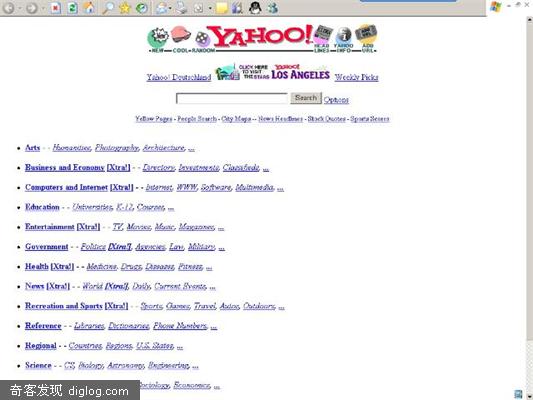 YAHOO!
NEW COOL RANDOM HEAD LINES YAHOO INFO ADD URL
Yahoo! Deutschland CLICK HERE TO VISIT THE STARS YAHOO! LOS ANGELES Weekly Picks
Search Options
Yellow Pages - People Search - City Maps -- News Headlines - Stock Quotes - Sports Scores
Arts - - Humanities, Photography, Architecture, ...
Business and Economy [Xtra!] - - Directory, Investments, Classifieds, ...
Computers and Internet [Xtra!] - - Internet, WWW, Software, Multimedia, ...
Education - - Universities, K-12, Courses, ...
Entertainment [Xtra!] - - TV, Movies, Music, Magazines, ...
Government - - Politics [Xtra!], Agencies, Law, Military, ...
Health [Xtra!] - - Medicine, Drugs, Diseases, Fitness, ...
News [Xtra!] - - World [Xtra!], Daily, Current Events, ...
Recreation and Sports [Xtra!] - - Sports, Games, Travel, Autos, Outdoors, ...
Reference - - Libraries, Dictionaries, Phone Numbers, ...
Regional - - Countries, Regions, U.S. States, ...
Science - - CS, Biology, Astronomy, Engineering, ...
Sociology, Economics, ...
奇客发现 diglog.com